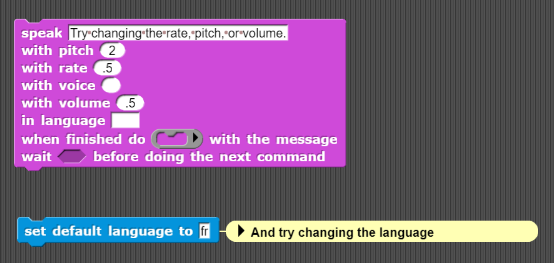 speak Try changing the rate, pitch, or volume.
with pitch 2
with rate .5
with voice
with volume .5
in language
when finished do with the message
wait before doing the next command
set default language to fr And try changing the language